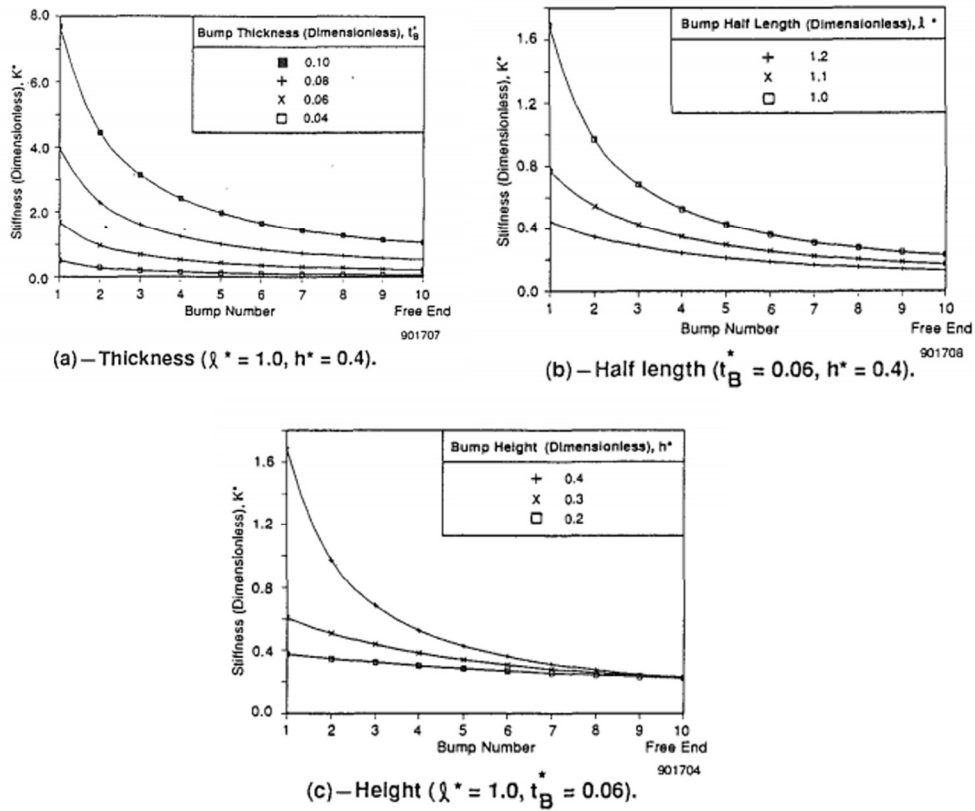 Bump Thickness (Dimensionless), t*B
0.10
0.08
0.06
0.04
8.0
6.0
4.0
2.0
0.0
Stiffness (Dimensionless), K*
1 2 3 4 5 6 7 8 9 10
Bump Number Free End
901707
(a)—Thickness (ℓ* = 1.0, h* = 0.4).
Bump Half Length (Dimensionless), ℓ*
1.2
1.1
1.0
1.6
1.2
0.8
0.4
0.0
Stiffness (Dimensionless), K*
1 2 3 4 5 6 7 8 9 10
Bump Number Free End
901708
(b)—Half length (t*B = 0.06, h* = 0.4).
Bump Height (Dimensionless), h*
0.4
0.3
0.2
1.6
1.2
0.8
0.4
0.0
Stiffness (Dimensionless), K*
1 2 3 4 5 6 7 8 9 10
Bump Number Free End
901704
(c)—Height (ℓ* = 1.0, t*B = 0.06).